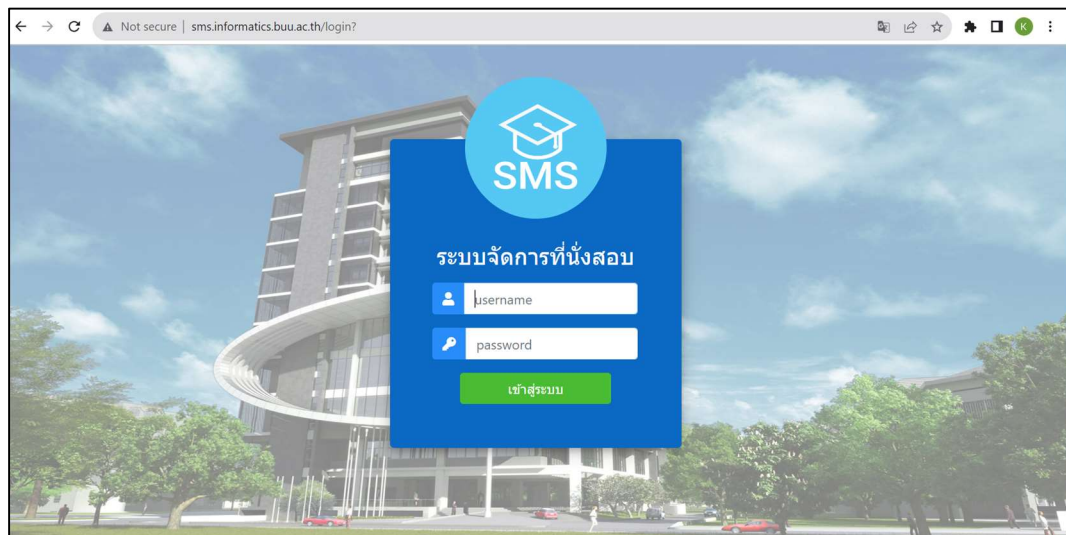 Not secure | sms.informatics.buu.ac.th/login?
K
SMS
ระบบจัดการที่นั่งสอบ
username
password
เข้าสู่ระบบ